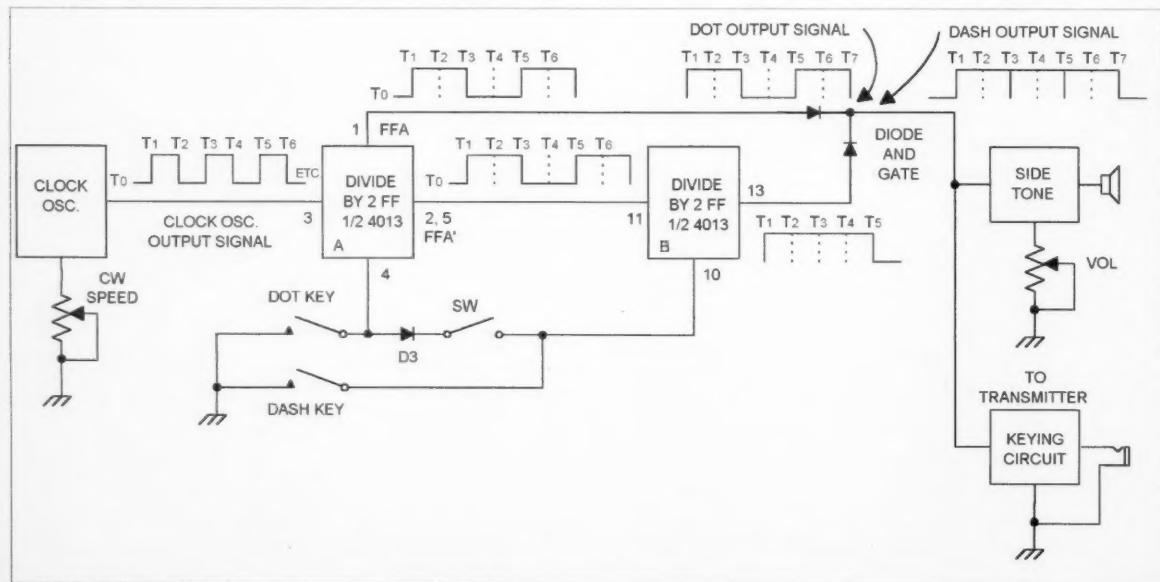 DOT OUTPUT SIGNAL
DASH OUTPUT SIGNAL
T1 T2 T3 T4 T5 T6
T0
T1 T2 T3 T4 T5 T6 T7
T1 T2 T3 T4 T5 T6 T7
1 FFA
DIODE
AND
GATE
CLOCK
OSC.
T0
T1 T2 T3 T4 T5 T6
ETC
CLOCK OSC.
OUTPUT SIGNAL
3
DIVIDE
BY 2 FF
1/2 4013
A
2, 5
FFA'
4
T0
T1 T2 T3 T4 T5 T6
11
DIVIDE
BY 2 FF
1/2 4013
B
13
10
T1 T2 T3 T4 T5
SIDE
TONE
VOL
CW
SPEED
DOT KEY
D3
SW
DASH KEY
TO
TRANSMITTER
KEYING
CIRCUIT